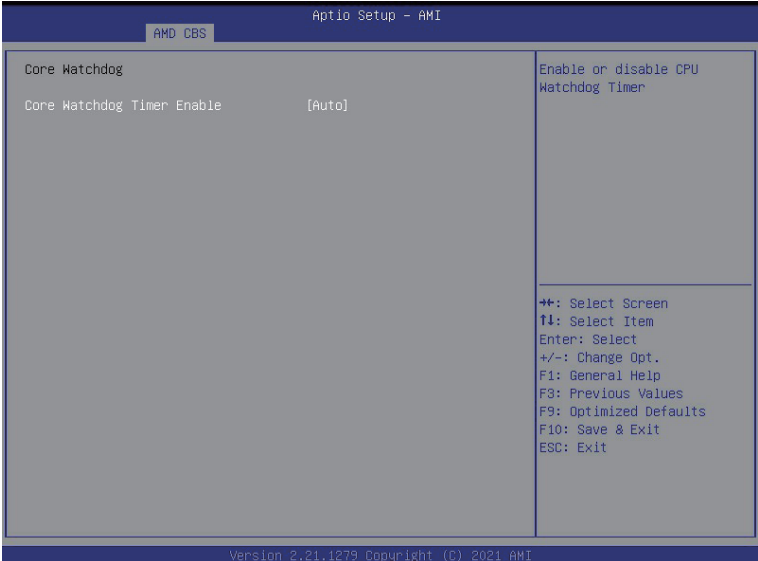 Aptio Setup – AMI
AMD CBS
Core Watchdog
Core Watchdog Timer Enable [Auto]
Enable or disable CPU
Watchdog Timer
→←: Select Screen
↑↓: Select Item
Enter: Select
+/-: Change Opt.
F1: General Help
F3: Previous Values
F9: Optimized Defaults
F10: Save & Exit
ESC: Exit
Version 2.21.1279 Copyright (C) 2021 AMI